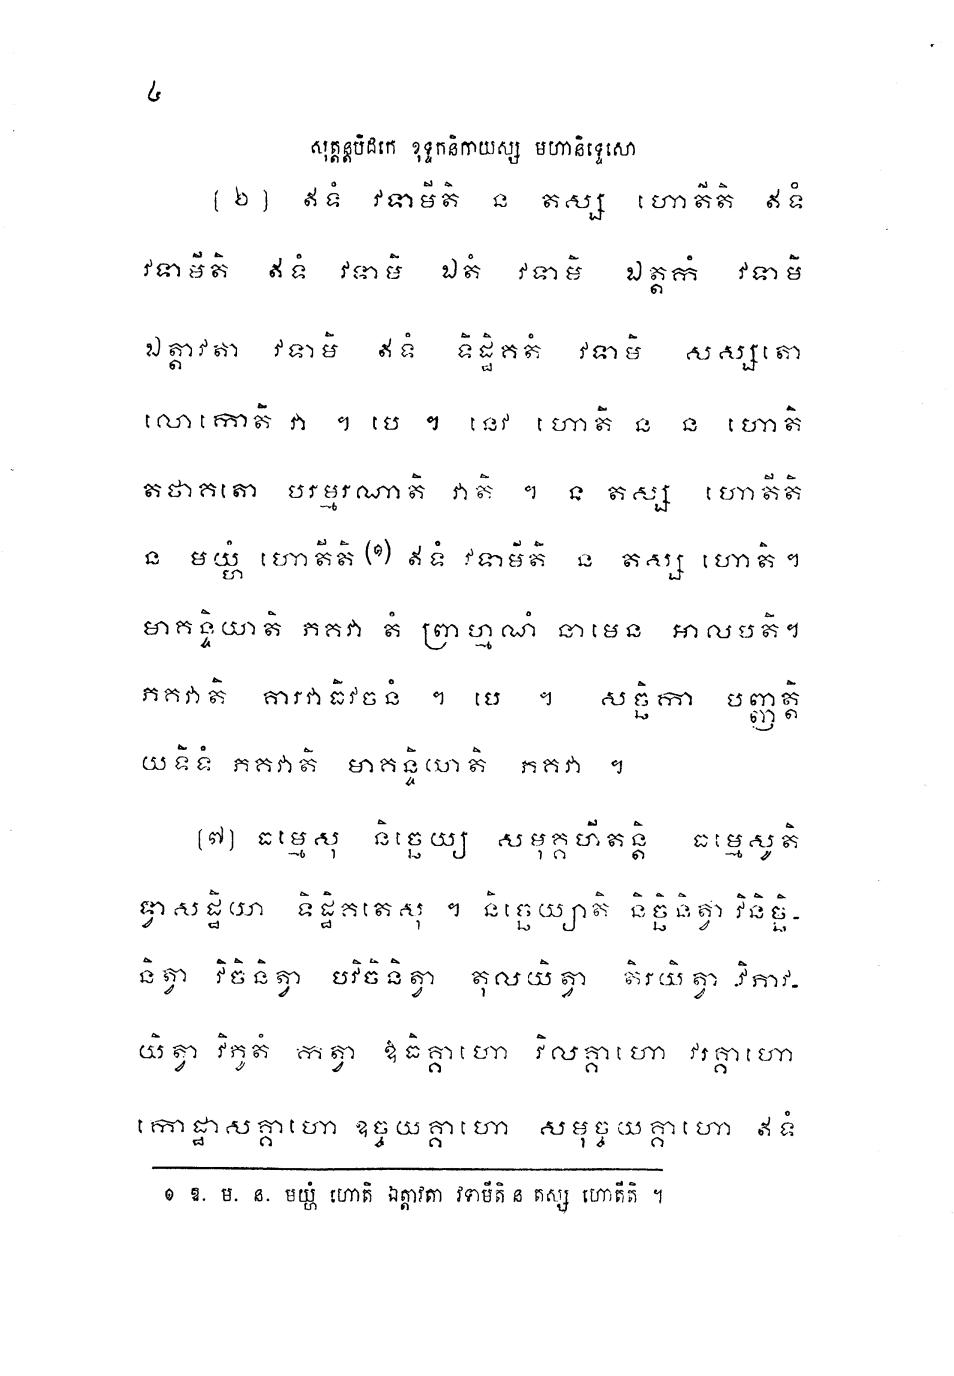 ៤
សុត្តន្តបិដកេ ខុទ្ទកនិកាយស្ស មហានិទ្ទេសោ
(៦) ឥទំ វទាមីតិ ន តស្ស ហោតីតិ ឥទំ
វទាមីតិ ឥទំ វទាមិ ឯតំ វទាមិ ឯត្តកំ វទាមិ
ឯត្តាវតា វទាមិ ឥទំ ទិដ្ឋិគតំ វទាមិ សស្សតោ
លោកោតិ វា ។ បេ ។ នេវ ហោតិ ន ន ហោតិ
តថាគតោ បរម្មរណាតិ វាតិ ។ ន តស្ស ហោតីតិ
ន មយ្ហំ ហោតីតិ (១) ឥទំ វទាមីតិ ន តស្ស ហោតិ។
មាគន្ទិយាតិ ភគវា តំ ព្រាហ្មណំ នាមេន អាលបតិ។
ភគវាតិ គារវាធិវចនំ ។ បេ ។ សច្ឆិកា បញ្ញត្តិ
យទិទំ ភគវាតិ មាគន្ទិយាតិ ភគវា ។
(៧) ធម្មេសុ និច្ឆេយ្យ សមុគ្គហីតន្តិ ធម្មេសូតិ
ទ្វាសដ្ឋិយា ទិដ្ឋិគតេសុ ។ និច្ឆេយ្យាតិ និច្ឆិនិត្វា វិនិច្ឆិ-
និត្វា វិចិនិត្វា បវិចិនិត្វា តុលយិត្វា តិរយិត្វា វិភាវ-
យិត្វា វិភូតំ កត្វា ឱធិគ្គាហោ វិលគ្គាហោ វរគ្គាហោ
កោដ្ឋាសគ្គាហោ ឧច្ចយគ្គាហោ សមុច្ចយគ្គាហោ ឥទំ
១ ឱ. ម. ន. មយ្ហំ ហោតិ ឯត្តាវតា វទាមីតិ ន តស្ស ហោតីតិ ។